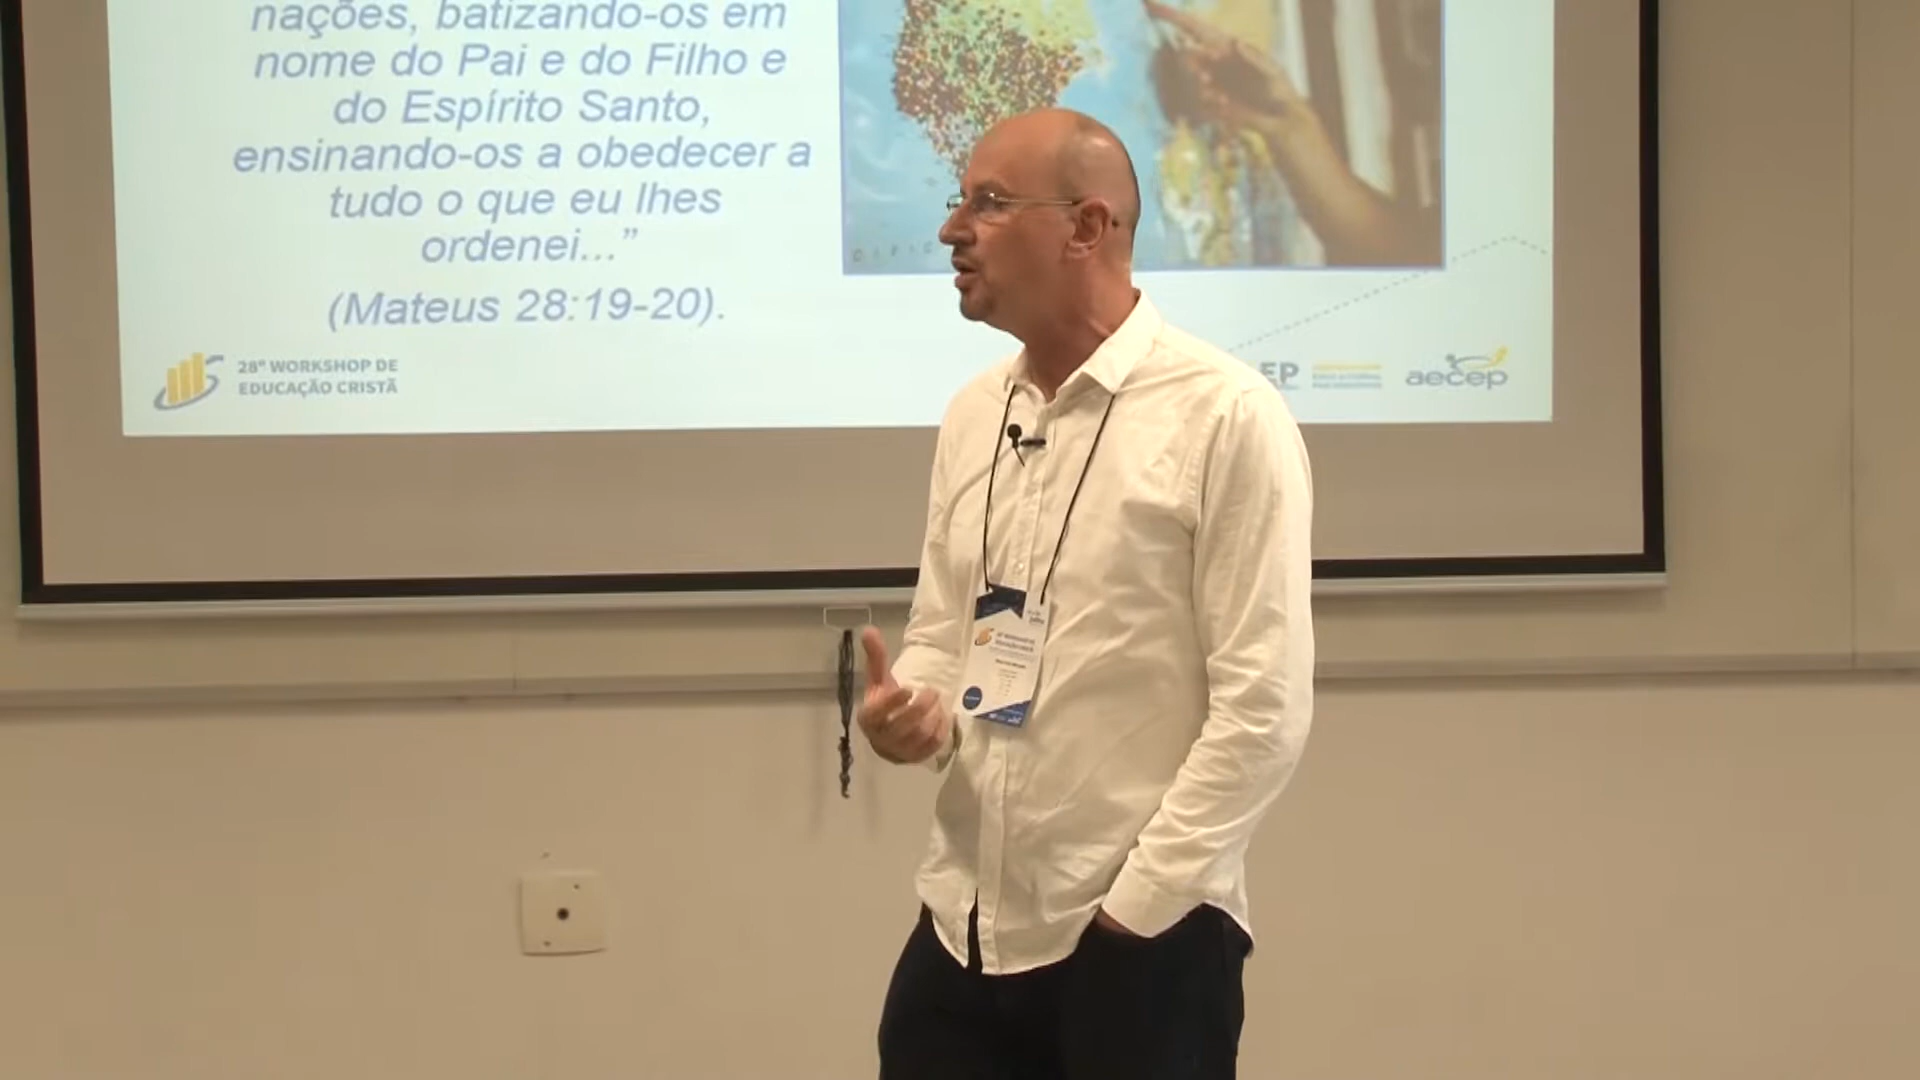 nações, batizando-os em
nome do Pai e do Filho e
do Espírito Santo,
ensinando-os a obedecer a
tudo o que eu lhes
ordenei...”
(Mateus 28:19-20).
28º WORKSHOP DE
EDUCAÇÃO CRISTÃ
EP
aecep